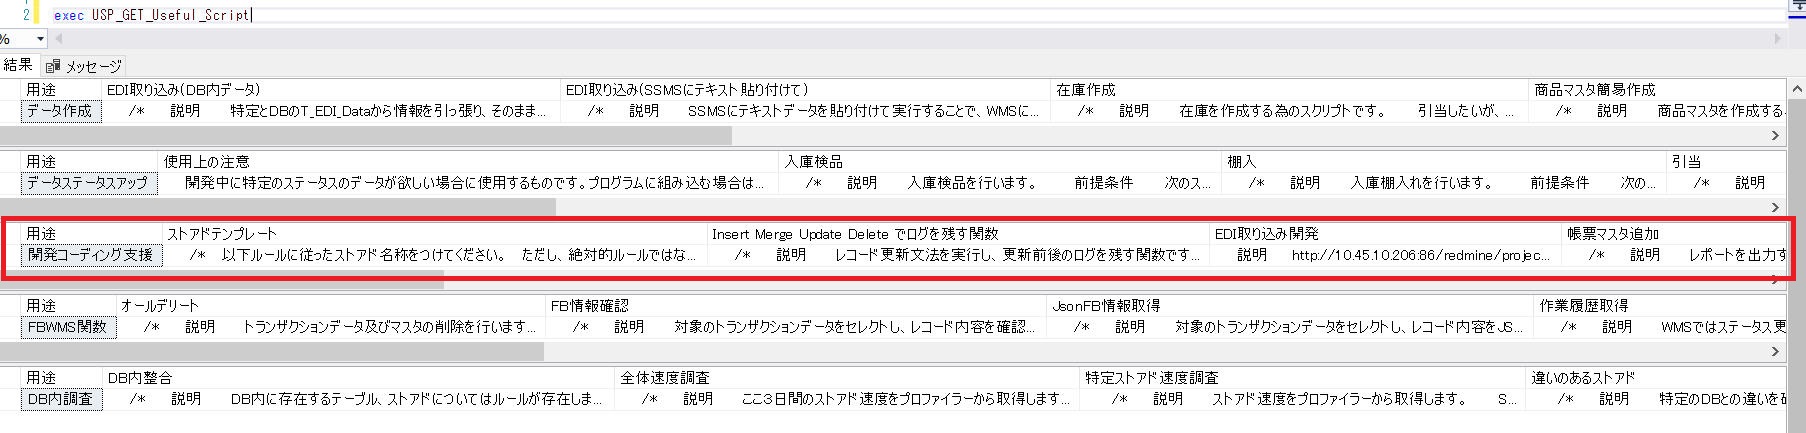 2 exec USP_GET_Useful_Script
%
結果 メッセージ
用途 EDI取り込み(DB内データ) EDI取り込み(SSMSにテキスト貼り付けて) 在庫作成 商品マスタ簡易作成
データ作成 /* 説明 特定とDBのT_EDI_Dataから情報を引っ張り、そのまま... /* 説明 SSMSにテキストデータを貼り付けて実行することで、WMSに... /* 説明 在庫を作成する為のスクリプトです。 引当したいが、... /* 説明 商品マスタを作成する
用途 使用上の注意 入庫検品 棚入 引当
データステータスアップ 開発中に特定のステータスのデータが欲しい場合に使用するものです。プログラムに組み込む場合は... /* 説明 入庫検品を行います。 前提条件 次のス... /* 説明 入庫棚入れを行います。 前提条件 次の... /* 説明
用途 ストアドテンプレート Insert Merge Update Delete でログを残す関数 EDI取り込み開発 帳票マスタ追加
開発コーディング支援 /* 以下ルールに従ったストアド名称をつけてください。 ただし、絶対的ルールではな... /* 説明 レコード更新文法を実行し、更新前後のログを残す関数です... 説明 http://10.45.10.206:86/redmine/projec... /* 説明 レポートを出力す
用途 オールデリート FB情報確認 JsonFB情報取得 作業履歴取得
FBWMS関数 /* 説明 トランザクションデータ及びマスタの削除を行います... /* 説明 対象のトランザクションデータをセレクトし、レコード内容を確認... /* 説明 対象のトランザクションデータをセレクトし、レコード内容をJS... /* 説明 WMSではステータス更
用途 DB内整合 全体速度調査 特定ストアド速度調査 違いのあるストアド
DB内調査 /* 説明 DB内に存在するテーブル、ストアドについてはルールが存在しま... /* 説明 ここ3日間のストアド速度をプロファイラーから取得します... /* 説明 ストアド速度をプロファイラーから取得します。 S... /* 説明 特定のDBとの違いを